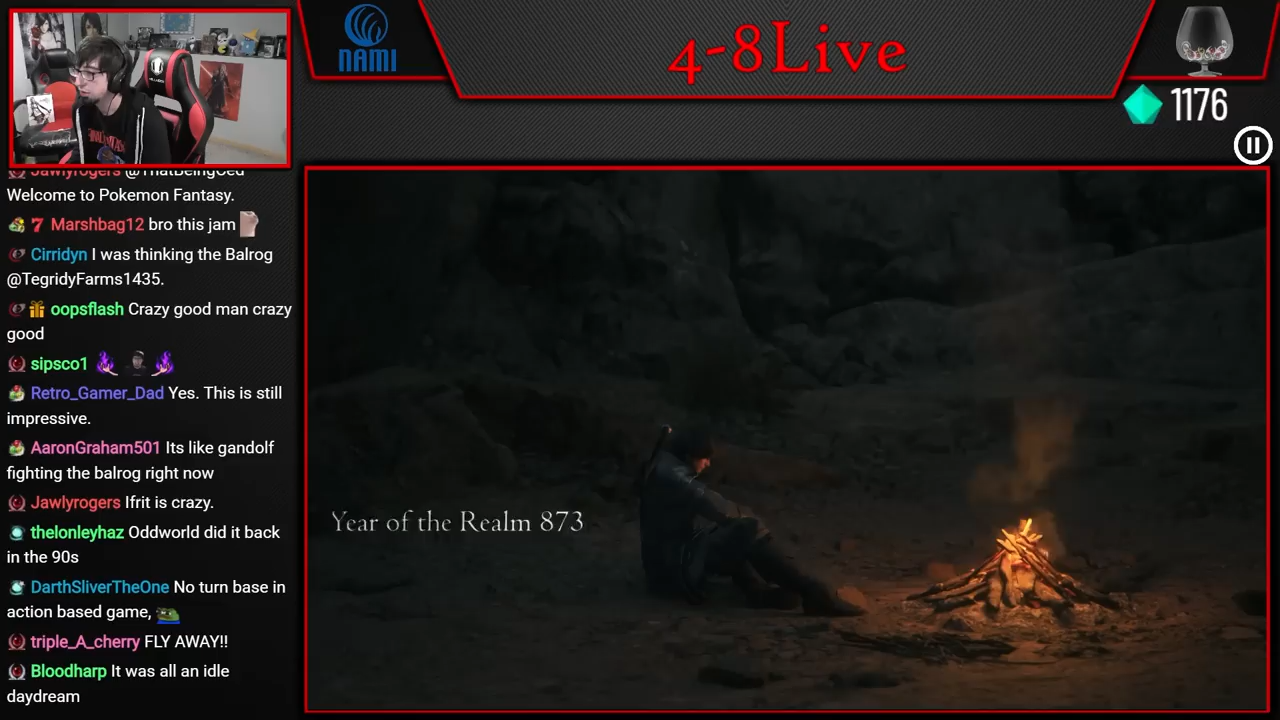 NAMI
4-8Live
1176
Jawlyrogers @ThatBeingCed
Welcome to Pokemon Fantasy.
7 Marshbag12 bro this jam
Cirridyn I was thinking the Balrog
@TegridyFarms1435.
oopsflash Crazy good man crazy
good
sipsco1
Retro_Gamer_Dad Yes. This is still
impressive.
AaronGraham501 Its like gandolf
fighting the balrog right now
Jawlyrogers Ifrit is crazy.
thelonleyhaz Oddworld did it back
in the 90s
DarthSliverTheOne No turn base in
action based game,
triple_A_cherry FLY AWAY!!
Bloodharp It was all an idle
daydream
Year of the Realm 873